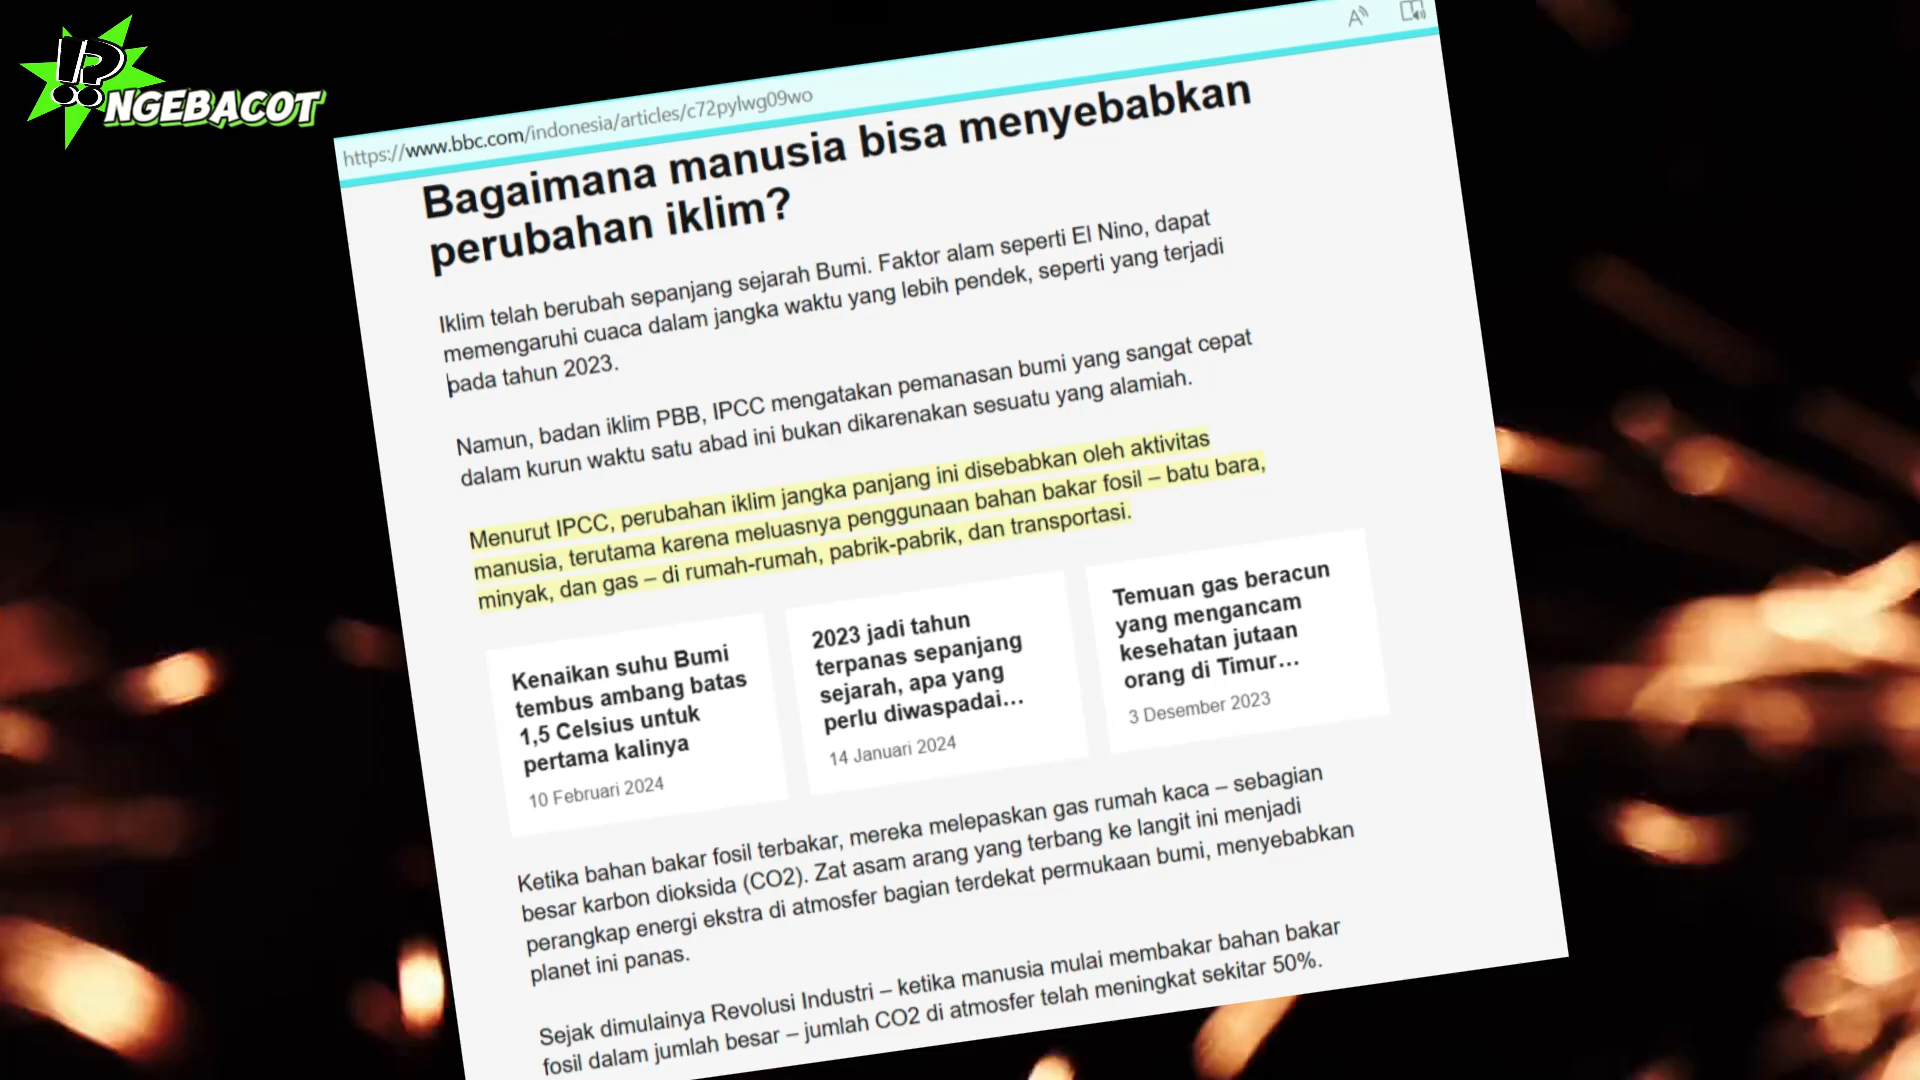 !?
NGEBACOT
https://www.bbc.com/indonesia/articles/c72pylwg09wo
Bagaimana manusia bisa menyebabkan
perubahan iklim?
Iklim telah berubah sepanjang sejarah Bumi. Faktor alam seperti El Nino, dapat
memengaruhi cuaca dalam jangka waktu yang lebih pendek, seperti yang terjadi
pada tahun 2023.
Namun, badan iklim PBB, IPCC mengatakan pemanasan bumi yang sangat cepat
dalam kurun waktu satu abad ini bukan dikarenakan sesuatu yang alamiah.
Menurut IPCC, perubahan iklim jangka panjang ini disebabkan oleh aktivitas
manusia, terutama karena meluasnya penggunaan bahan bakar fosil – batu bara,
minyak, dan gas – di rumah-rumah, pabrik-pabrik, dan transportasi.
Kenaikan suhu Bumi
tembus ambang batas
1,5 Celsius untuk
pertama kalinya
10 Februari 2024
2023 jadi tahun
terpanas sepanjang
sejarah, apa yang
perlu diwaspadai...
14 Januari 2024
Temuan gas beracun
yang mengancam
kesehatan jutaan
orang di Timur...
3 Desember 2023
Ketika bahan bakar fosil terbakar, mereka melepaskan gas rumah kaca – sebagian
besar karbon dioksida (CO2). Zat asam arang yang terbang ke langit ini menjadi
perangkap energi ekstra di atmosfer bagian terdekat permukaan bumi, menyebabkan
planet ini panas.
Sejak dimulainya Revolusi Industri – ketika manusia mulai membakar bahan bakar
fosil dalam jumlah besar – jumlah CO2 di atmosfer telah meningkat sekitar 50%.